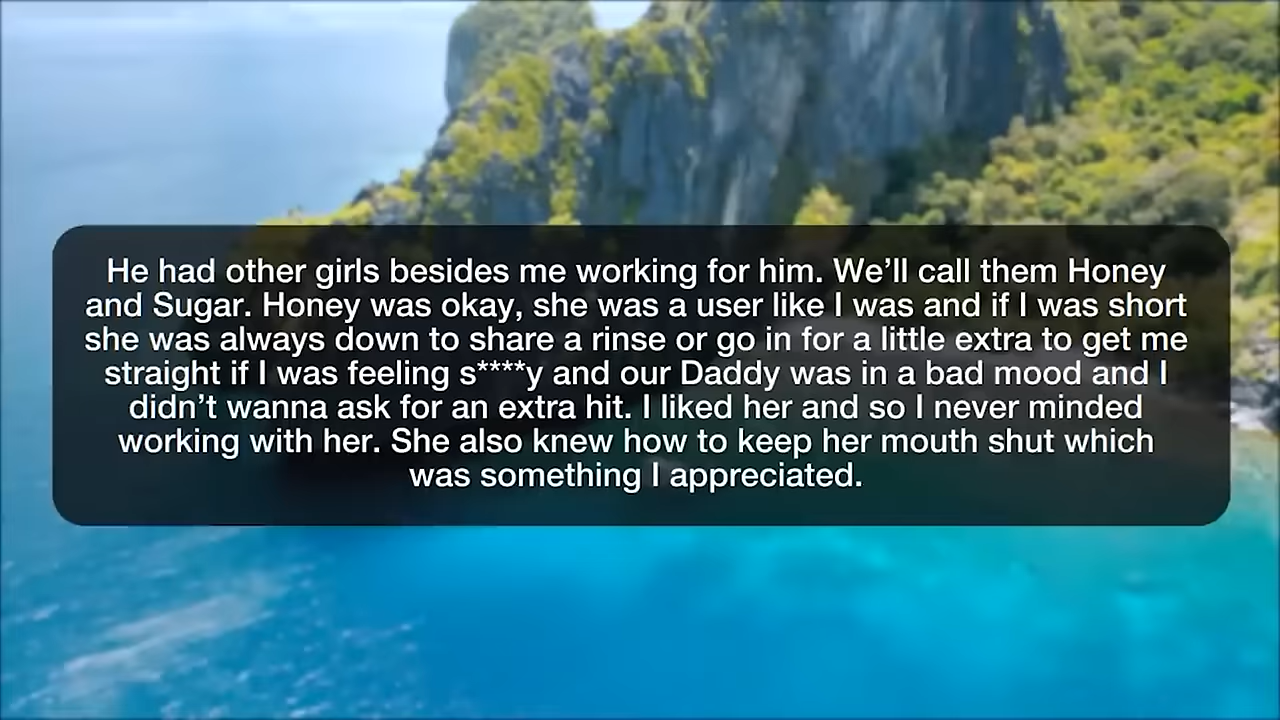 He had other girls besides me working for him. We’ll call them Honey
and Sugar. Honey was okay, she was a user like I was and if I was short
she was always down to share a rinse or go in for a little extra to get me
straight if I was feeling s****y and our Daddy was in a bad mood and I
didn’t wanna ask for an extra hit. I liked her and so I never minded
working with her. She also knew how to keep her mouth shut which
was something I appreciated.